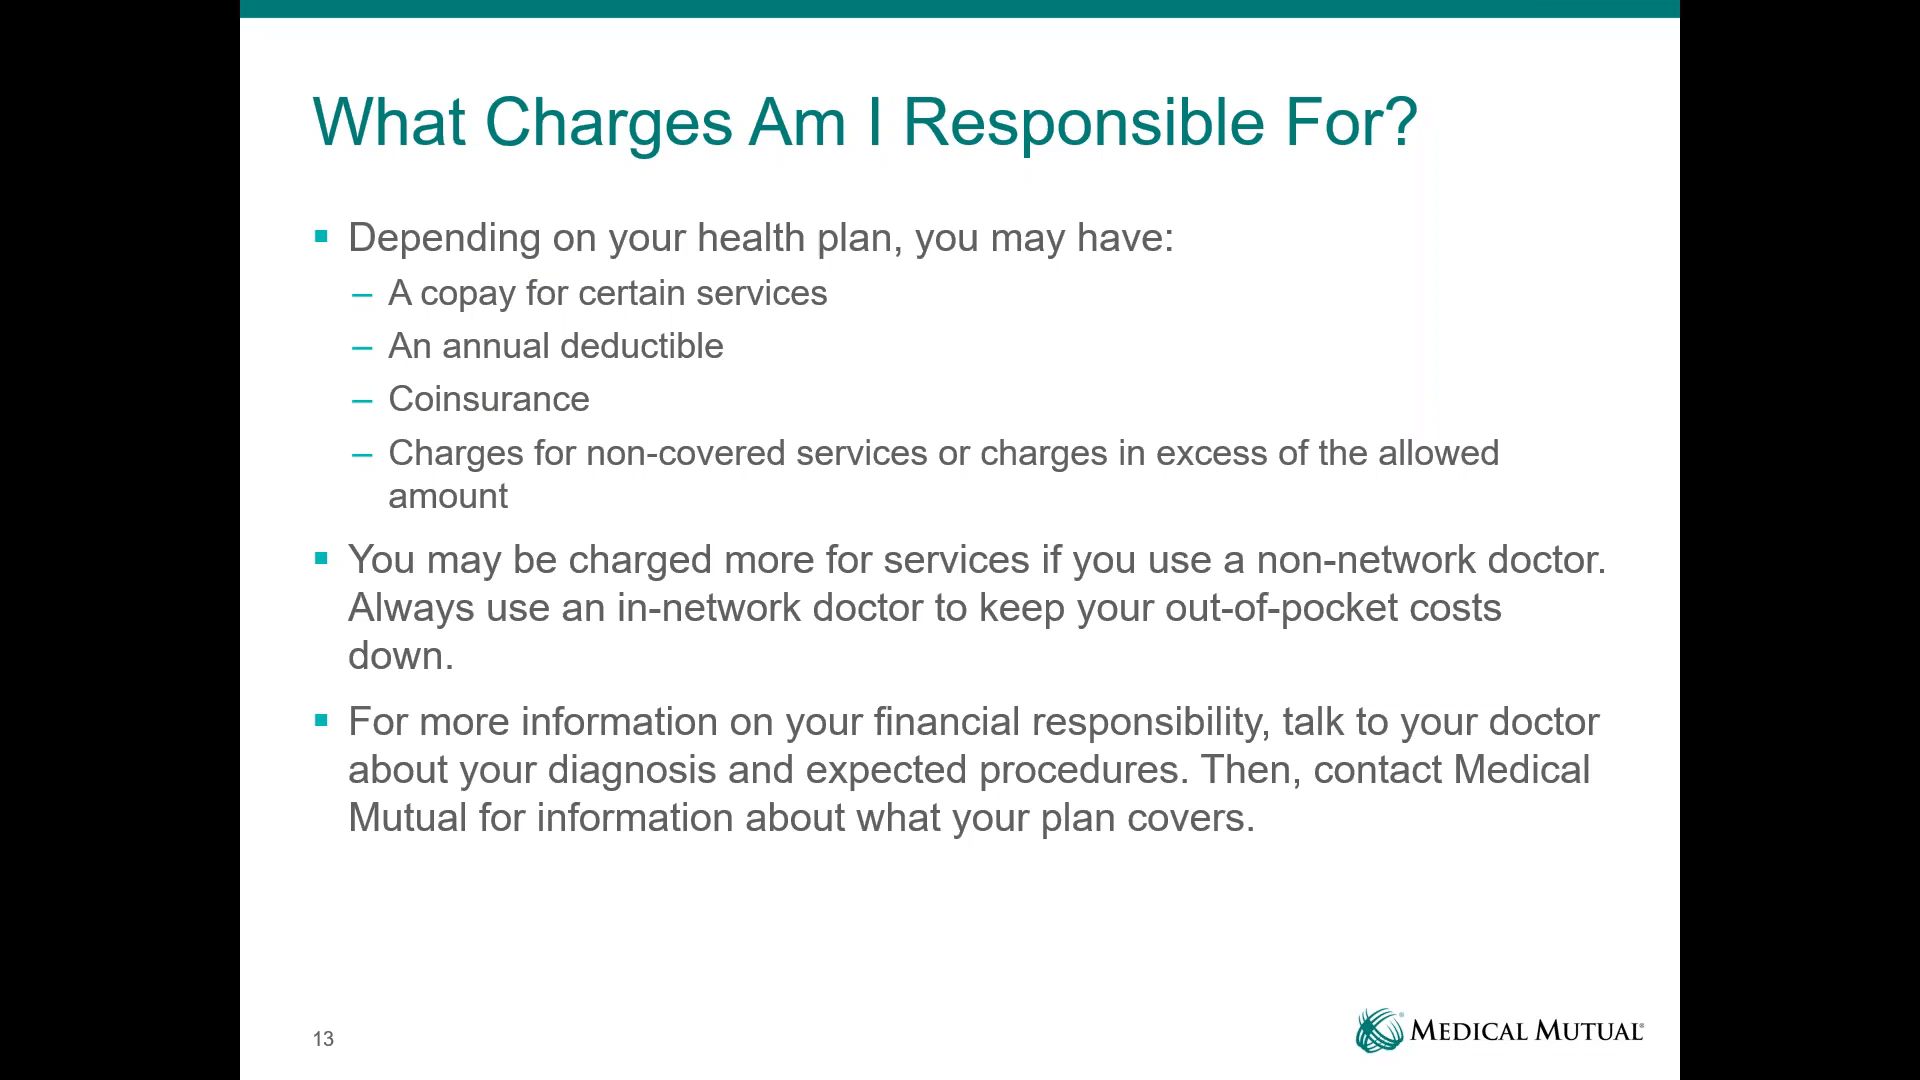 What Charges Am I Responsible For?
▪ Depending on your health plan, you may have:
– A copay for certain services
– An annual deductible
– Coinsurance
– Charges for non-covered services or charges in excess of the allowed
amount
▪ You may be charged more for services if you use a non-network doctor.
Always use an in-network doctor to keep your out-of-pocket costs
down.
▪ For more information on your financial responsibility, talk to your doctor
about your diagnosis and expected procedures. Then, contact Medical
Mutual for information about what your plan covers.
13
® MEDICAL MUTUAL®